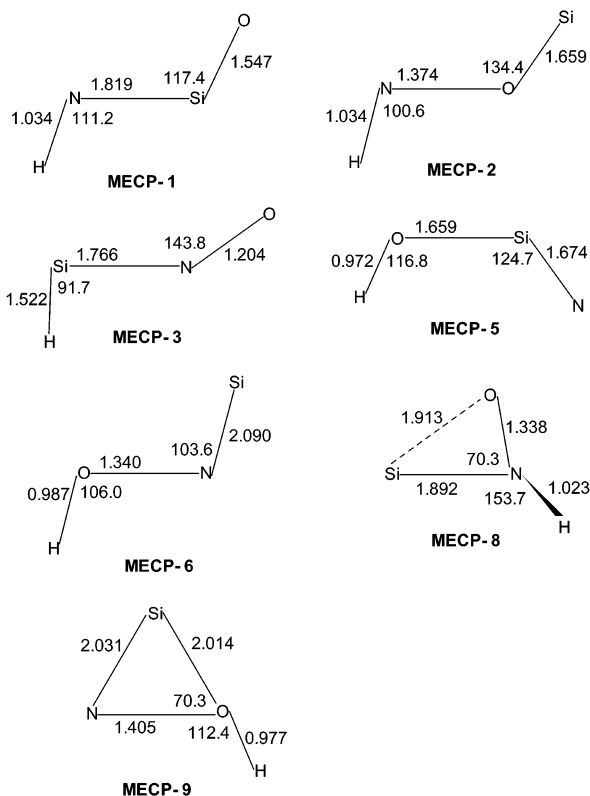 O
1.819
117.4
1.547
N
Si
1.034
111.2
H
MECP-1
Si
1.374
134.4
1.659
N
O
1.034
100.6
H
MECP-2
O
1.766
143.8
1.204
Si
N
1.522
91.7
H
MECP-3
1.659
O
Si
0.972
116.8
124.7
1.674
H
N
MECP-5
Si
1.340
103.6
2.090
O
N
0.987
106.0
H
MECP-6
O
1.913
1.338
70.3
Si
N
1.892
153.7
1.023
H
MECP-8
Si
2.031
2.014
70.3
N
O
1.405
112.4
0.977
H
MECP-9